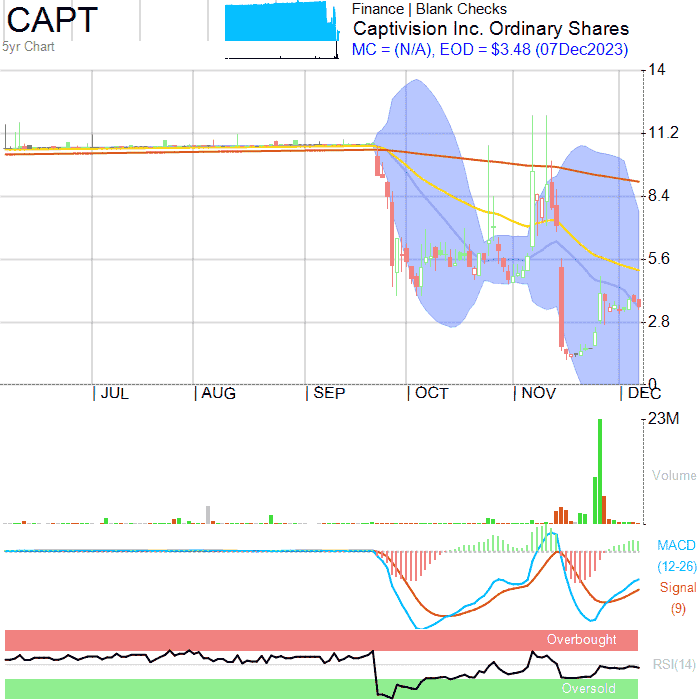 CAPT
5yr Chart
Finance | Blank Checks
Captivision Inc. Ordinary Shares
MC = (N/A), EOD = $3.48 (07Dec2023)
14
11.2
8.4
5.6
2.8
0
JUL AUG SEP OCT NOV DEC
23M
Volume
MACD
(12-26)
Signal
(9)
Overbought
RSI(14)
Oversold